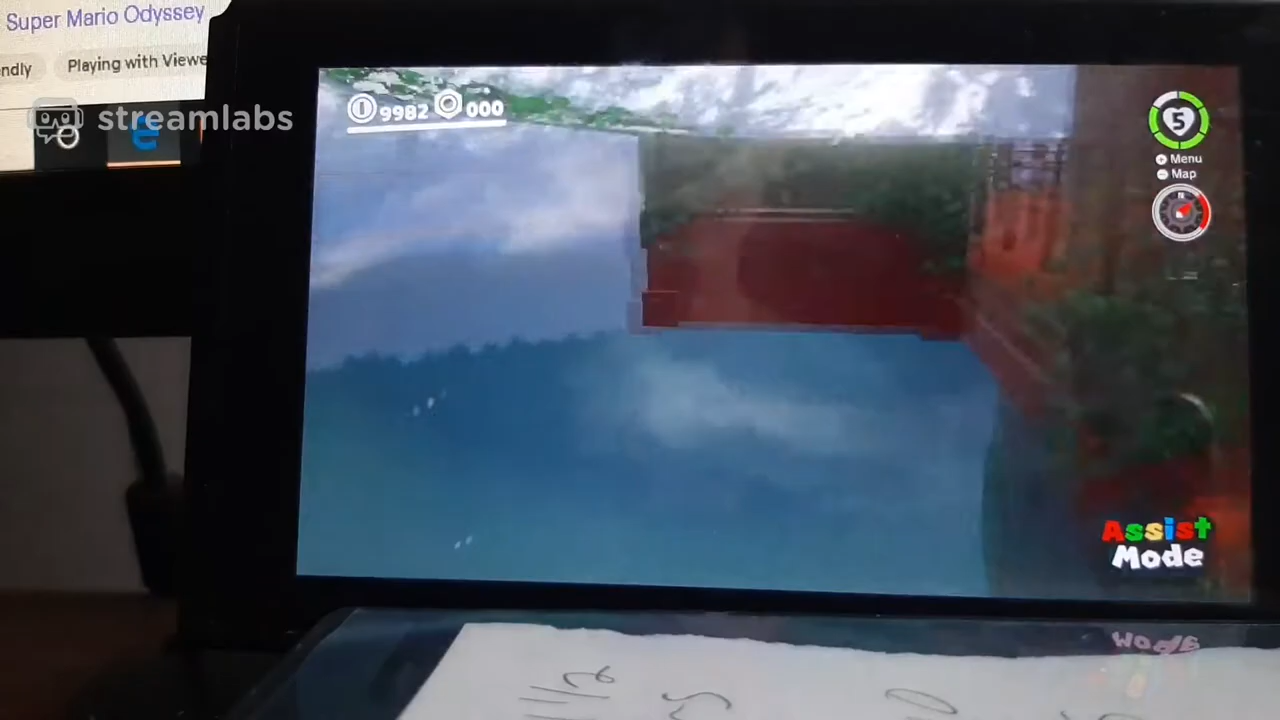 Super Mario Odyssey
ndly Playing with Viewe
streamlabs
9982 000
5
Menu
Map
N
Assist
Mode